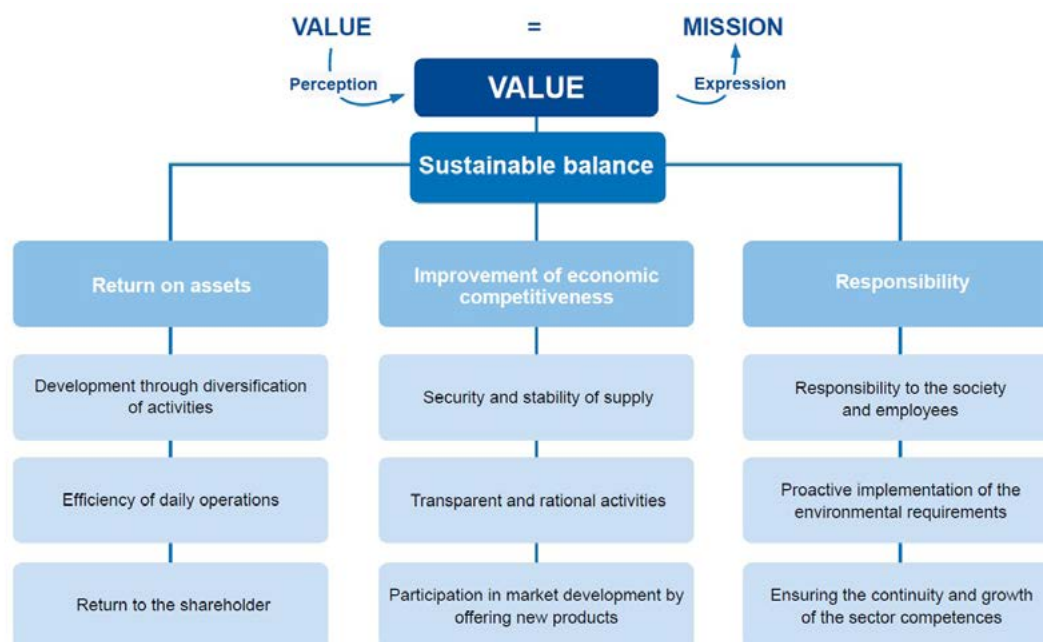 VALUE = MISSION
Perception
VALUE
Expression
Sustainable balance
Return on assets
Improvement of economic
competitiveness
Responsibility
Development through diversification
of activities
Security and stability of supply
Responsibility to the society
and employees
Efficiency of daily operations
Transparent and rational activities
Proactive implementation of the
environmental requirements
Return to the shareholder
Participation in market development by
offering new products
Ensuring the continuity and growth
of the sector competences